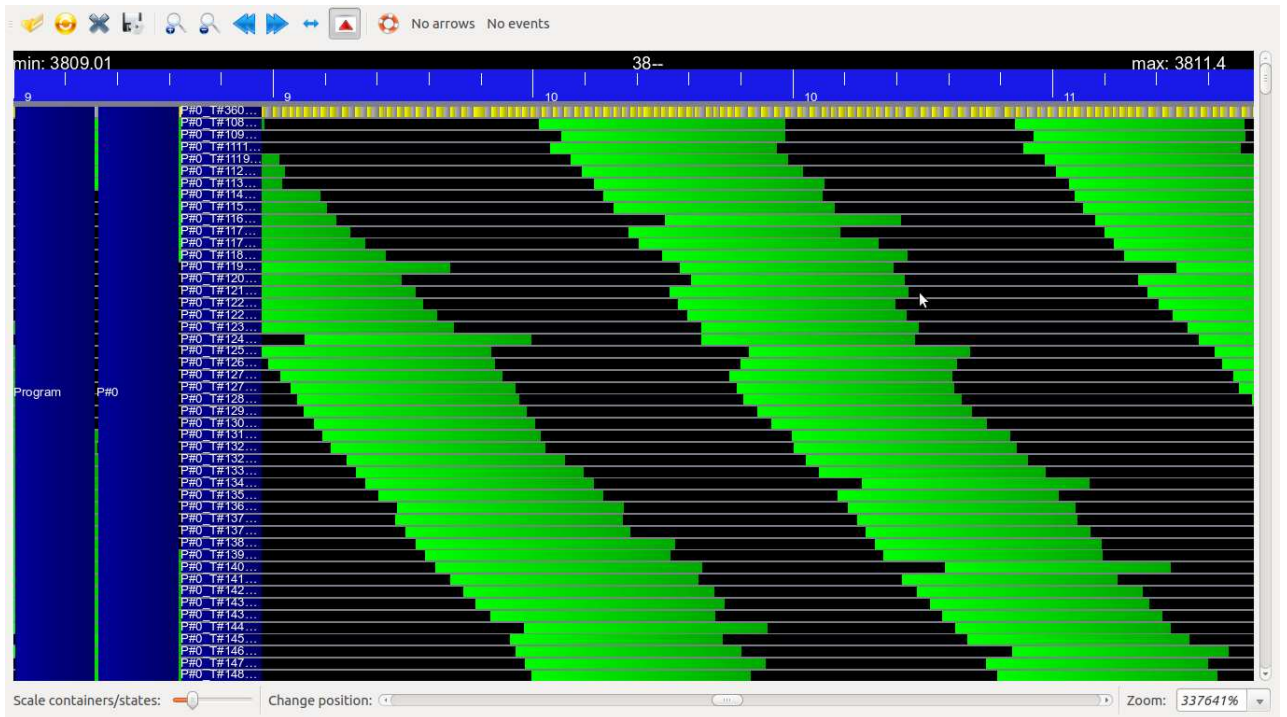 No arrows No events
min: 3809.01 38-- max: 3811.4
9 9 10 10 11
P#0_T#360...
P#0_T#108...
P#0_T#109...
P#0_T#1111...
P#0_T#1119...
P#0_T#112...
P#0_T#113...
P#0_T#114...
P#0_T#115...
P#0_T#116...
P#0_T#117...
P#0_T#117...
P#0_T#118...
P#0_T#119...
P#0_T#120...
P#0_T#121...
P#0_T#122...
P#0_T#122...
P#0_T#123...
P#0_T#124...
P#0_T#125...
P#0_T#126...
P#0_T#127...
Program P#0 P#0_T#127...
P#0_T#128...
P#0_T#129...
P#0_T#130...
P#0_T#131...
P#0_T#132...
P#0_T#132...
P#0_T#133...
P#0_T#134...
P#0_T#135...
P#0_T#136...
P#0_T#137...
P#0_T#137...
P#0_T#138...
P#0_T#139...
P#0_T#140...
P#0_T#141...
P#0_T#142...
P#0_T#143...
P#0_T#143...
P#0_T#144...
P#0_T#145...
P#0_T#146...
P#0_T#147...
P#0_T#148...
Scale containers/states: Change position: Zoom: 337641%